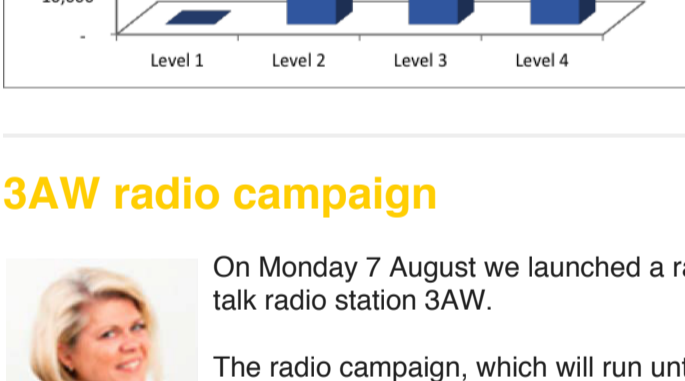 -
Level 1 Level 2 Level 3 Level 4
3AW radio campaign
On Monday 7 August we launched a
talk radio station 3AW.
The radio campaign, which will run